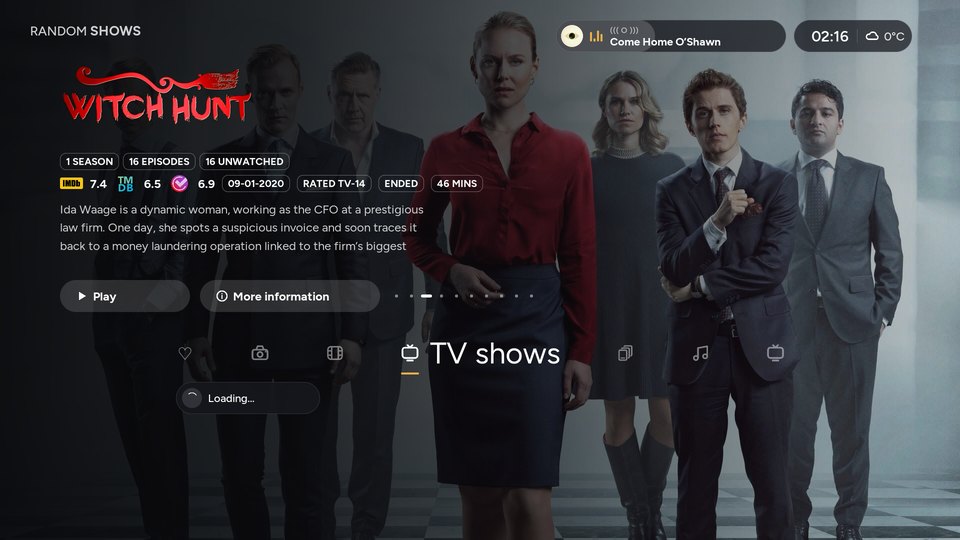 RANDOM SHOWS
((( O )))
Come Home O'Shawn
02:16
0°C
WITCH HUNT
1 SEASON
16 EPISODES
16 UNWATCHED
IMDb 7.4
TM
DB
6.5
6.9
09-01-2020
RATED TV-14
ENDED
46 MINS
Ida Waage is a dynamic woman, working as the CFO at a prestigious
law firm. One day, she spots a suspicious invoice and soon traces it
back to a money laundering operation linked to the firm's biggest
Play
More information
TV shows
Loading...